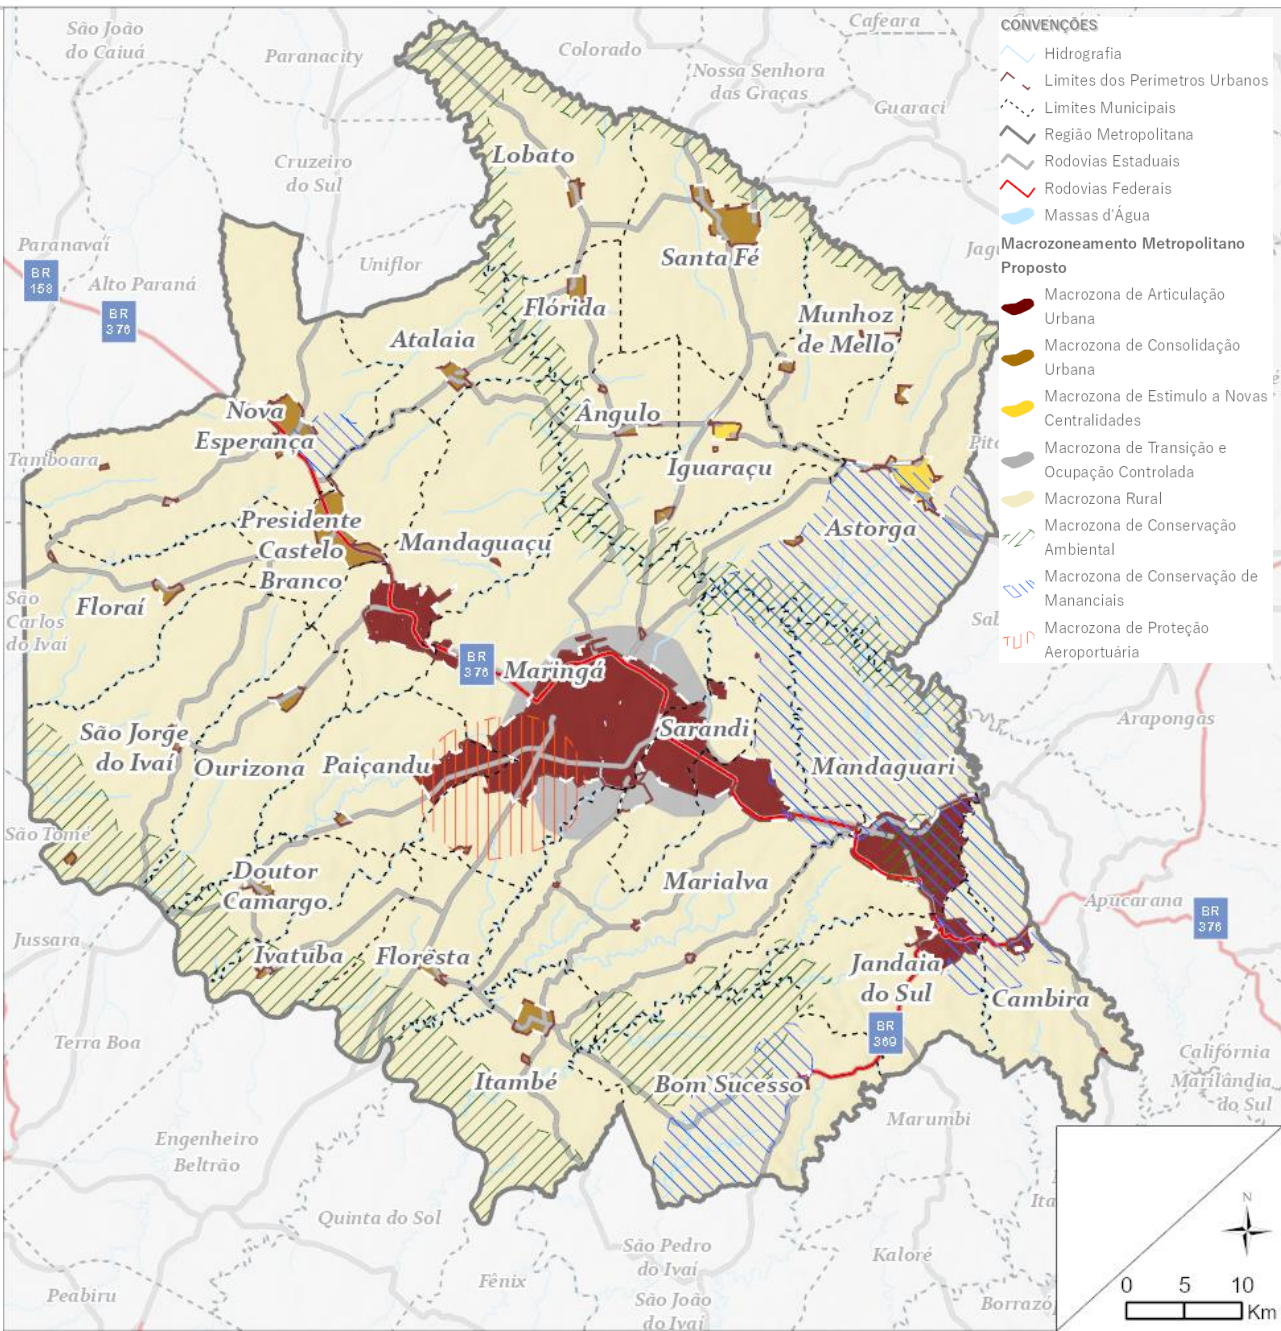 São João
do Caiuá
Paranacity
Colorado
Cafeara
Nossa Senhora
das Graças
Guaraci
Cruzeiro
do Sul
Lobato
Paranavaí
BR
158
Alto Paraná
BR
376
Uniflor
Santa Fé
Flórida
Munhoz
de Mello
Atalaia
Nova
Esperança
Ângulo
Iguaraçu
Tamboara
Astorga
Presidente
Castelo
Branco
Mandaguaçu
Floraí
São
Carlos
do Ivaí
BR
376
Maringá
Sarandi
São Jorge
do Ivaí
Ourizona
Paiçandu
Mandaguari
Arapongas
São Tomé
Doutor
Camargo
Marialva
Apucarana
BR
376
Jussara
Ivatuba
Floresta
Jandaia
do Sul
Cambira
BR
369
Terra Boa
Itambé
Bom Sucesso
Califórnia
Marilândia
do Sul
Marumbi
Engenheiro
Beltrão
Quinta do Sol
São Pedro
do Ivaí
Kaloré
Fênix
São João
do Ivaí
Peabiru
CONVENÇÕES
Hidrografia
Limites dos Perímetros Urbanos
Limites Municipais
Região Metropolitana
Rodovias Estaduais
Rodovias Federais
Massas d'Água
Macrozoneamento Metropolitano
Proposto
Macrozona de Articulação
Urbana
Macrozona de Consolidação
Urbana
Macrozona de Estimulo a Novas
Centralidades
Macrozona de Transição e
Ocupação Controlada
Macrozona Rural
Macrozona de Conservação
Ambiental
Macrozona de Conservação de
Mananciais
Macrozona de Proteção
Aeroportuária
N
0 5 10
Km